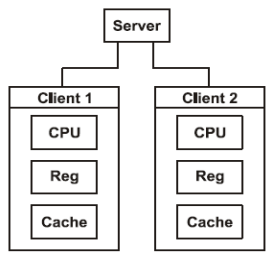 Server
Client 1
CPU
Reg
Cache
Client 2
CPU
Reg
Cache